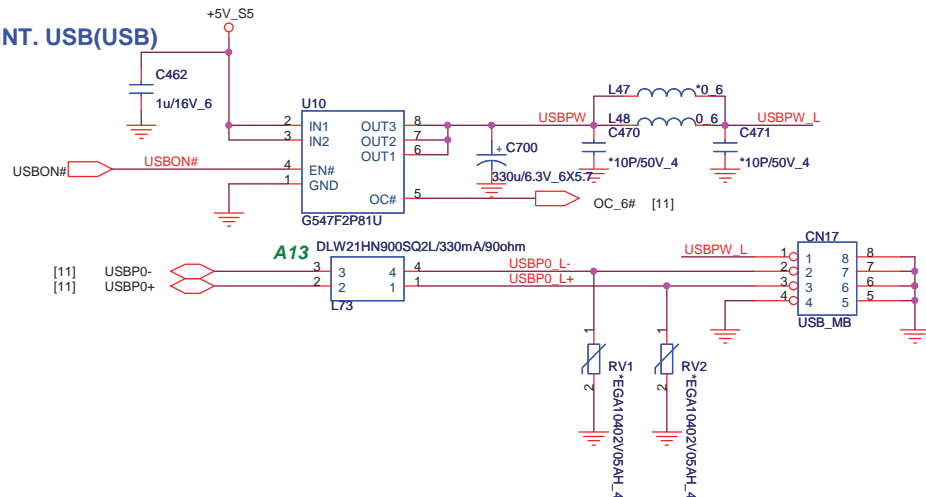 +5V_S5
INT. USB(USB)
C462
1u/16V_6
U10
2 IN1 OUT3 8
3 IN2 OUT2 7
OUT1 6
4 EN#
1 GND
OC# 5
G547F2P81U
USBON# USBON#
USBPW
C700
+
330u/6.3V_6X5.7
L47 *0_6
L48 0_6
USBPW_L
C470
*10P/50V_4
C471
*10P/50V_4
OC_6# [11]
A13 DLW21HN900SQ2L/330mA/90ohm
[11] USBP0- 3 3 4 4 USBP0_L-
[11] USBP0+ 2 2 1 1 USBP0_L+
L73
USBPW_L
CN17
1 1 8 8
2 2 7 7
3 3 6 6
4 4 5 5
USB_MB
1 RV1 2
*EGA10402V05AH_4
1 RV2 2
*EGA10402V05AH_4